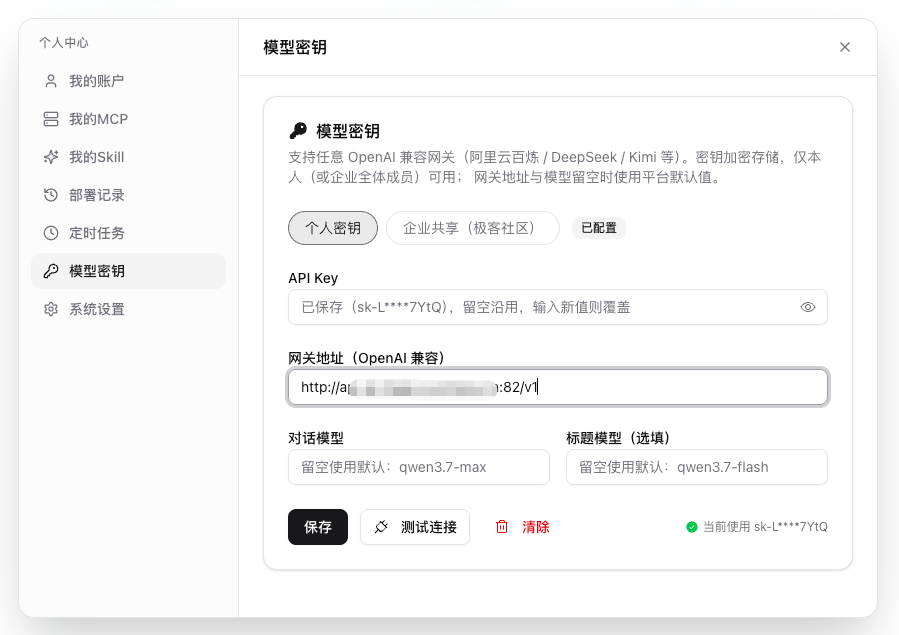 个人中心
我的账户
我的MCP
我的Skill
部署记录
定时任务
模型密钥
系统设置
模型密钥
模型密钥
支持任意 OpenAI 兼容网关（阿里云百炼 / DeepSeek / Kimi 等）。密钥加密存储，仅本
人（或企业全体成员）可用； 网关地址与模型留空时使用平台默认值。
个人密钥
企业共享（极客社区）
已配置
API Key
已保存（sk-L****7YtQ），留空沿用，输入新值则覆盖
网关地址（OpenAI 兼容）
http://a :82/v1
对话模型
标题模型（选填）
留空使用默认：qwen3.7-max
留空使用默认：qwen3.7-flash
保存
测试连接
清除
当前使用 sk-L****7YtQ